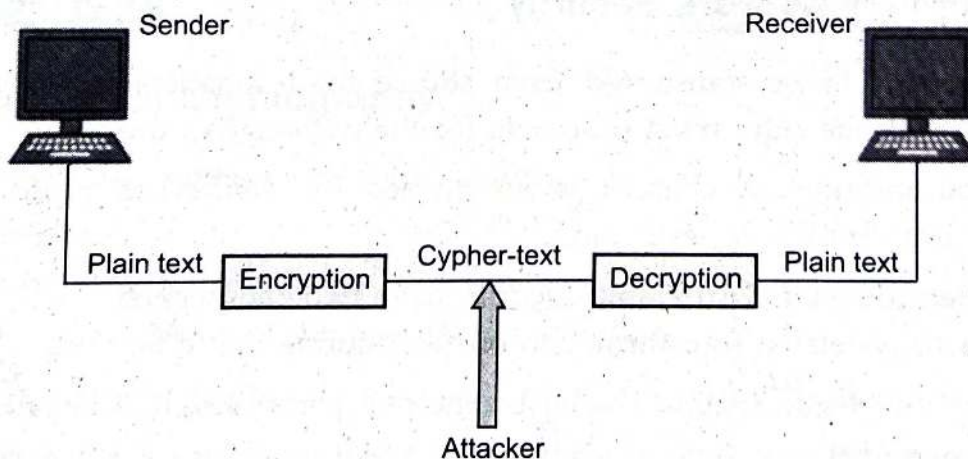 Sender
Receiver
Plain text
Encryption
Cypher-text
Decryption
Plain text
Attacker